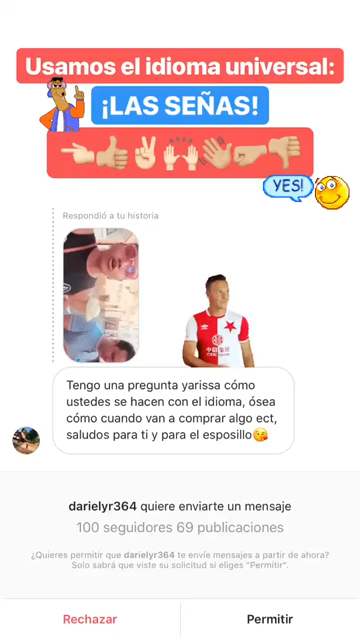 Usamos el idioma universal:
¡LAS SEÑAS!
YES!
Respondió a tu historia
Tengo una pregunta yarissa cómo
ustedes se hacen con el idioma, ósea
cómo cuando van a comprar algo ect,
saludos para ti y para el esposillo
darielyr364 quiere enviarte un mensaje
100 seguidores 69 publicaciones
¿Quieres permitir que darielyr364 te envíe mensajes a partir de ahora?
Solo sabrá que viste su solicitud si eliges "Permitir".
Rechazar
Permitir